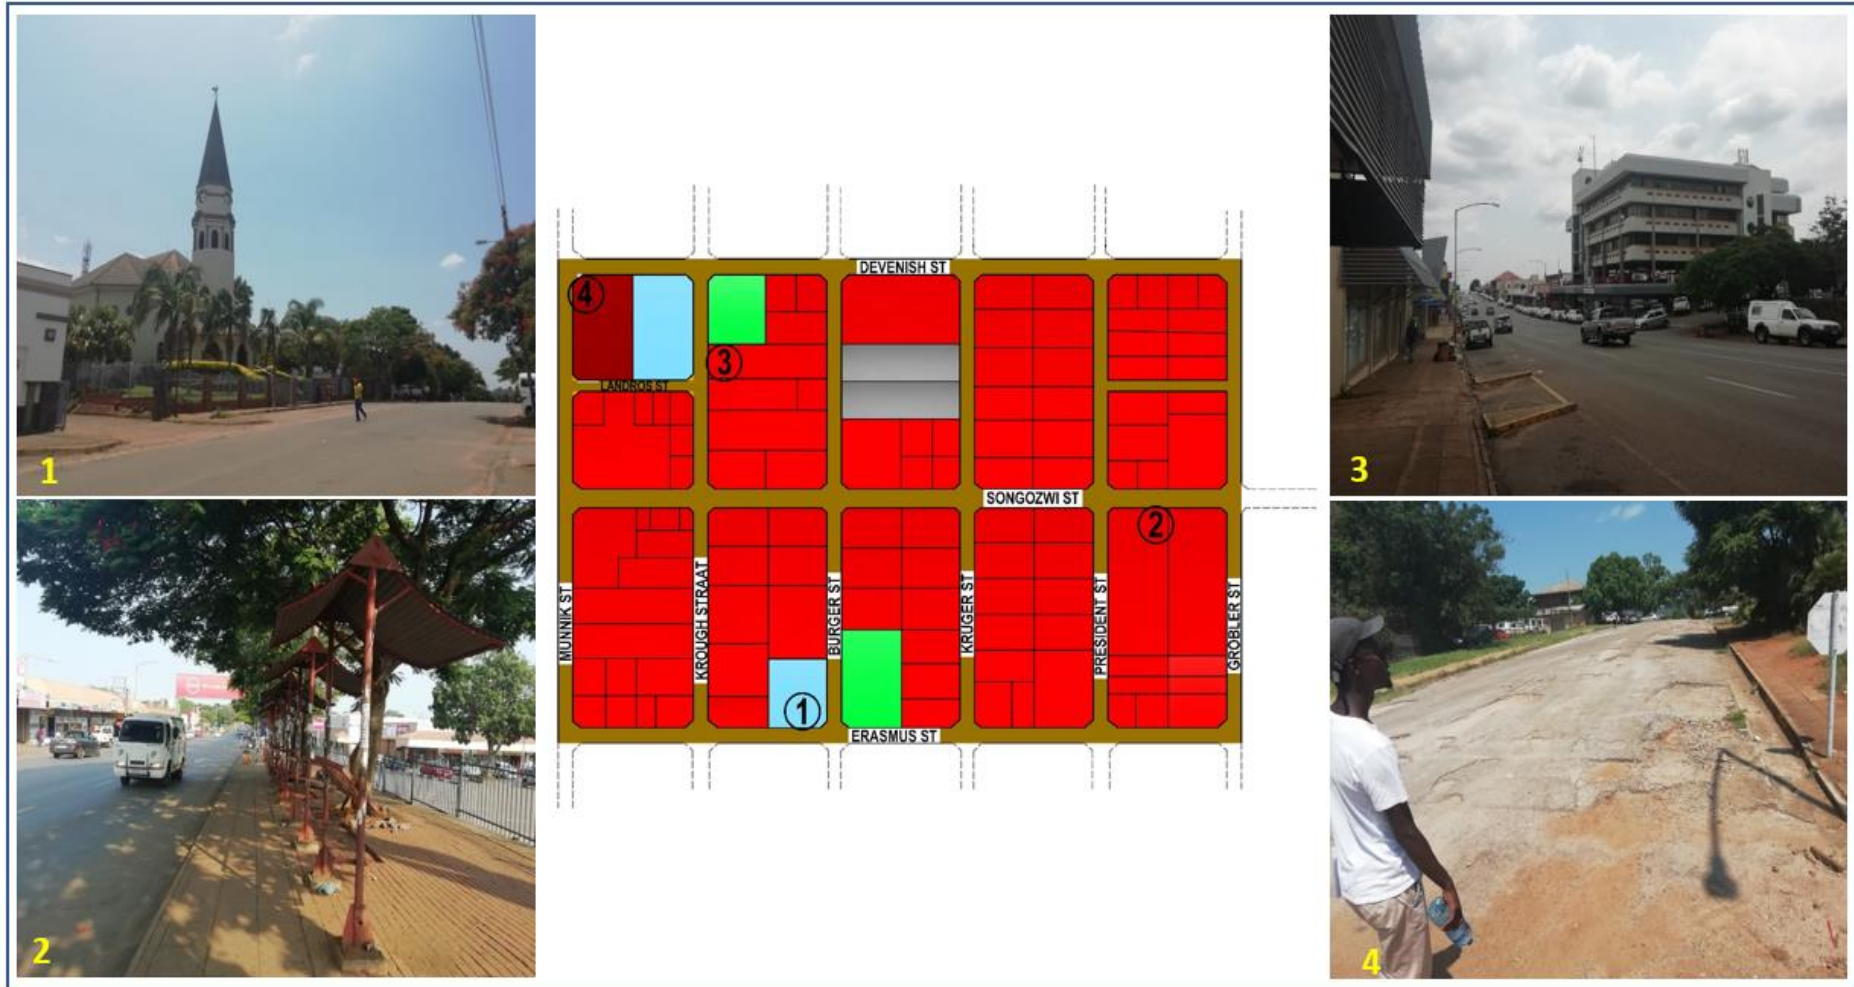 1
2
DEVENISH ST
4
3
LANDROS ST
SONGOZWI ST
2
MUNNIK ST
KROUGH STRAAT
BURGER ST
KRUGER ST
PRESIDENT ST
GROBLER ST
1
ERASMUS ST
3
4